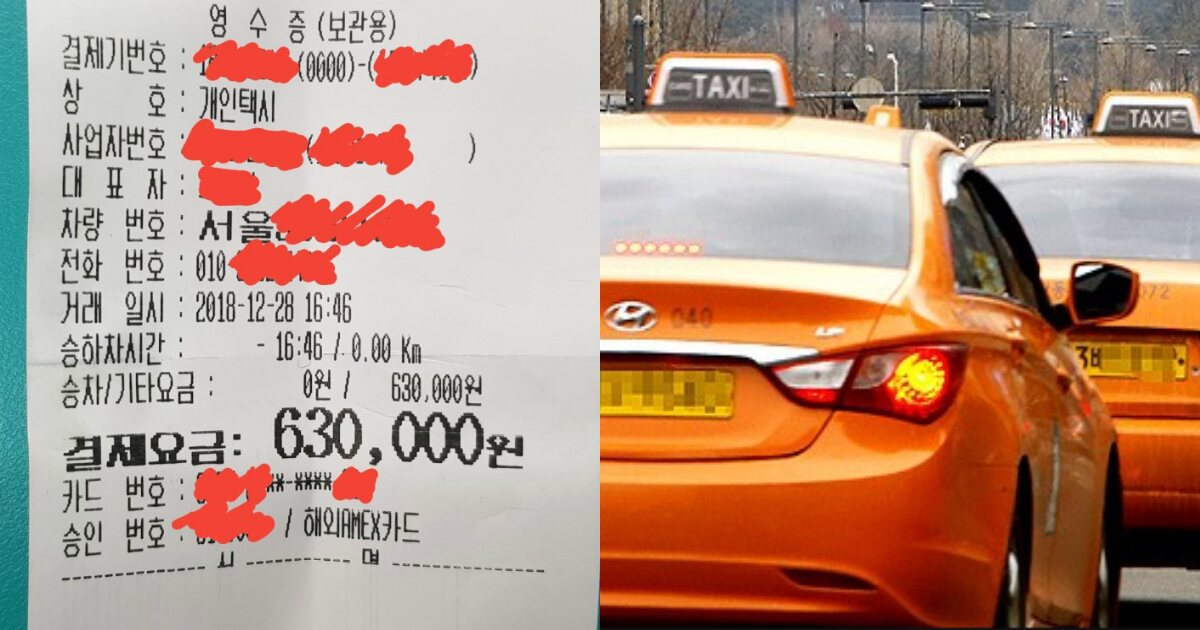 영 수 증 (보관용)
결제기번호 : (0000)-( )
상 호 : 개인택시
사업자번호 ( )
대 표 자 :
차량 번호 : 서울
전화 번호 : 010
거래 일시 : 2018-12-28 16:46
승하차시간 : - 16:46 / 0.00 Km
승차/기타요금 : 0원 / 630,000원
결제요금: 630,000원
카드 번호 : **-****
승인 번호 : / 해외AMEX카드
TAXI
TAXI
040